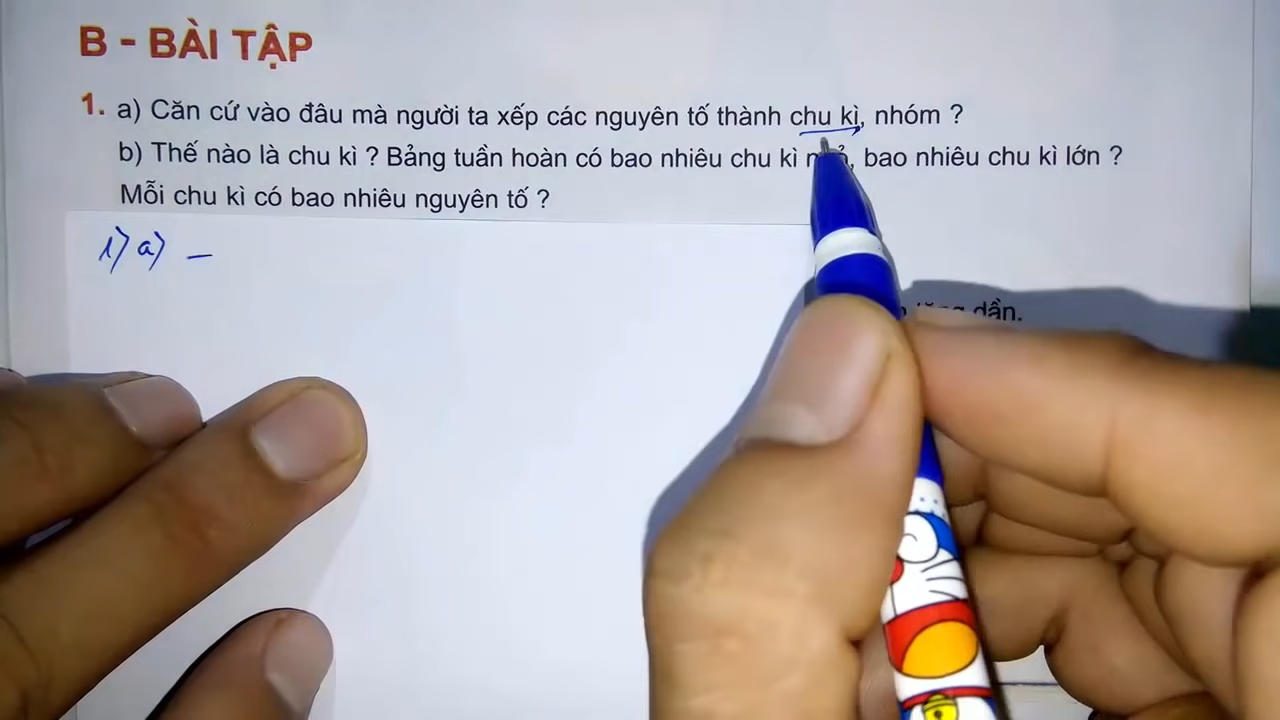 B - BÀI TẬP
1. a) Căn cứ vào đâu mà người ta xếp các nguyên tố thành chu kì, nhóm ?
b) Thế nào là chu kì ? Bảng tuần hoàn có bao nhiêu chu kì , bao nhiêu chu kì lớn ?
Mỗi chu kì có bao nhiêu nguyên tố ?
1) a) –
dần.